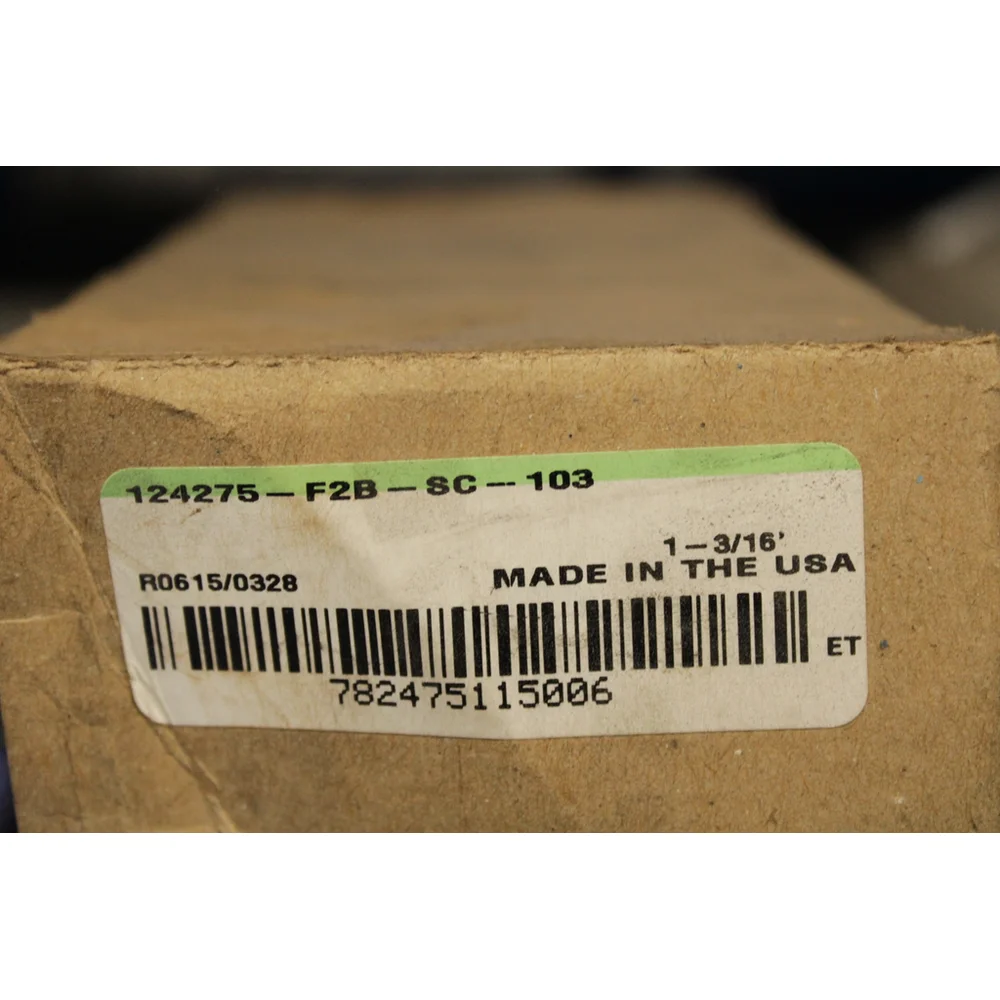 124275-F2B-SC-103
1-3/16'
R0615/0328 MADE IN THE USA
ET
782475115006